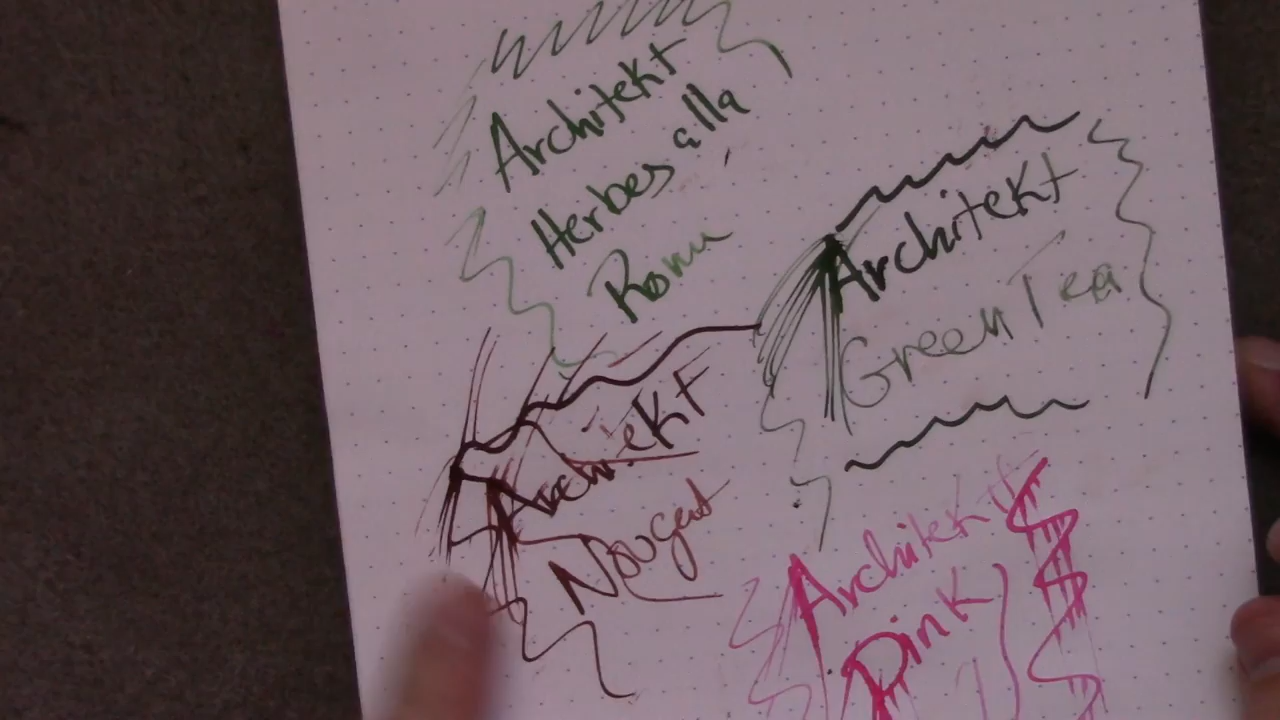 Architekt
Herbes alla
Roma
Architekt
Green Tea
Architekt
Nougat
Architekt
Pink